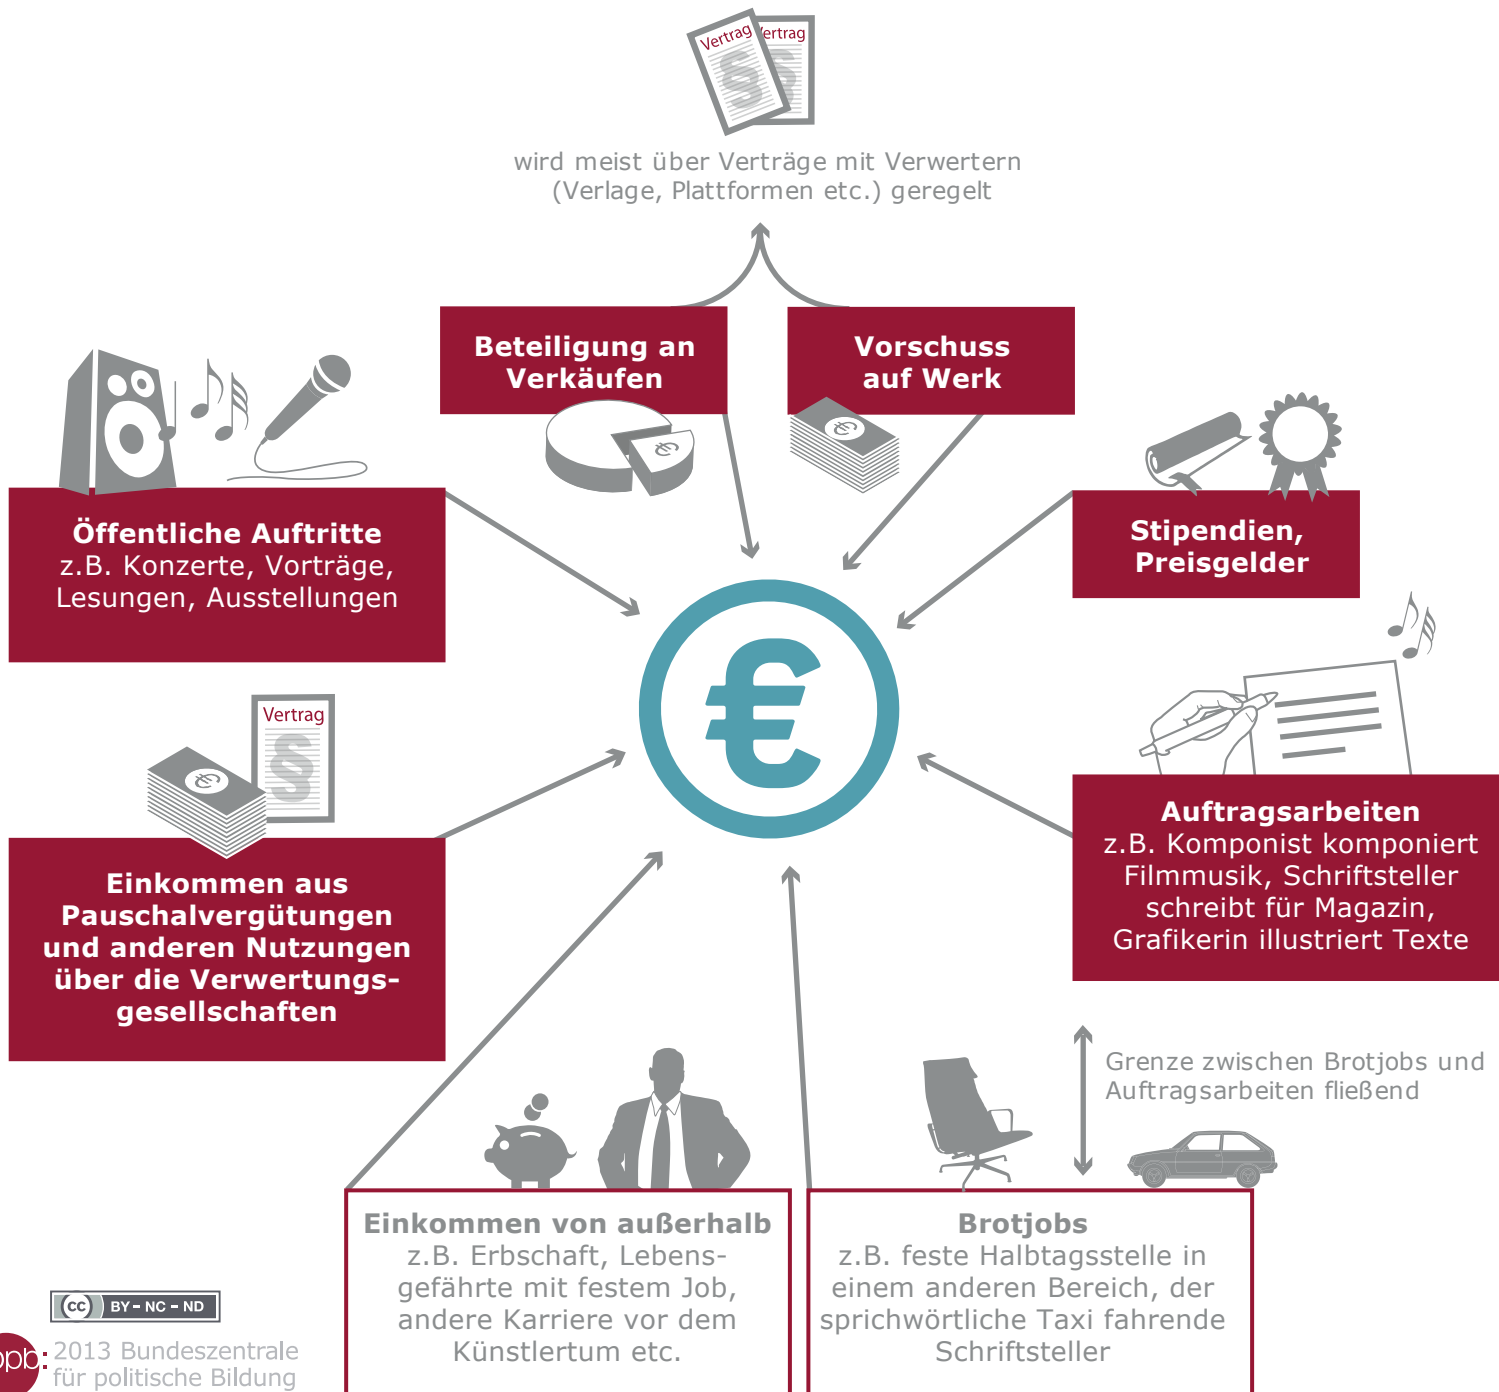 Vertrag
Vertrag
wird meist über Verträge mit Verwertern
(Verlage, Plattformen etc.) geregelt
Beteiligung an
Verkäufen
Vorschuss
auf Werk
Öffentliche Auftritte
z.B. Konzerte, Vorträge,
Lesungen, Ausstellungen
Stipendien,
Preisgelder
€
Vertrag
§
Einkommen aus
Pauschalvergütungen
und anderen Nutzungen
über die Verwertungs-
gesellschaften
Auftragsarbeiten
z.B. Komponist komponiert
Filmmusik, Schriftsteller
schreibt für Magazin,
Grafikerin illustriert Texte
Grenze zwischen Brotjobs und
Auftragsarbeiten fließend
Einkommen von außerhalb
z.B. Erbschaft, Lebens-
gefährte mit festem Job,
andere Karriere vor dem
Künstlertum etc.
Brotjobs
z.B. feste Halbtagsstelle in
einem anderen Bereich, der
sprichwörtliche Taxi fahrende
Schriftsteller
cc BY - NC - ND
bpb:
2013 Bundeszentrale
für politische Bildung